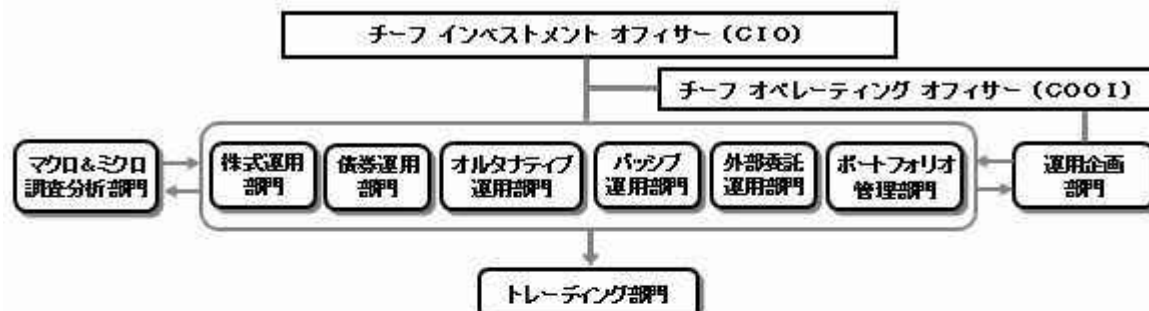 チーフ インベストメント オフィサー (CIO)
チーフ オペレーティング オフィサー (COOI)
マクロ&ミクロ
調査分析部門
株式運用
部門
債券運用
部門
オルタナティブ
運用部門
パッシブ
運用部門
外部委託
運用部門
ポートフォリオ
管理部門
運用企画
部門
トレーディング部門